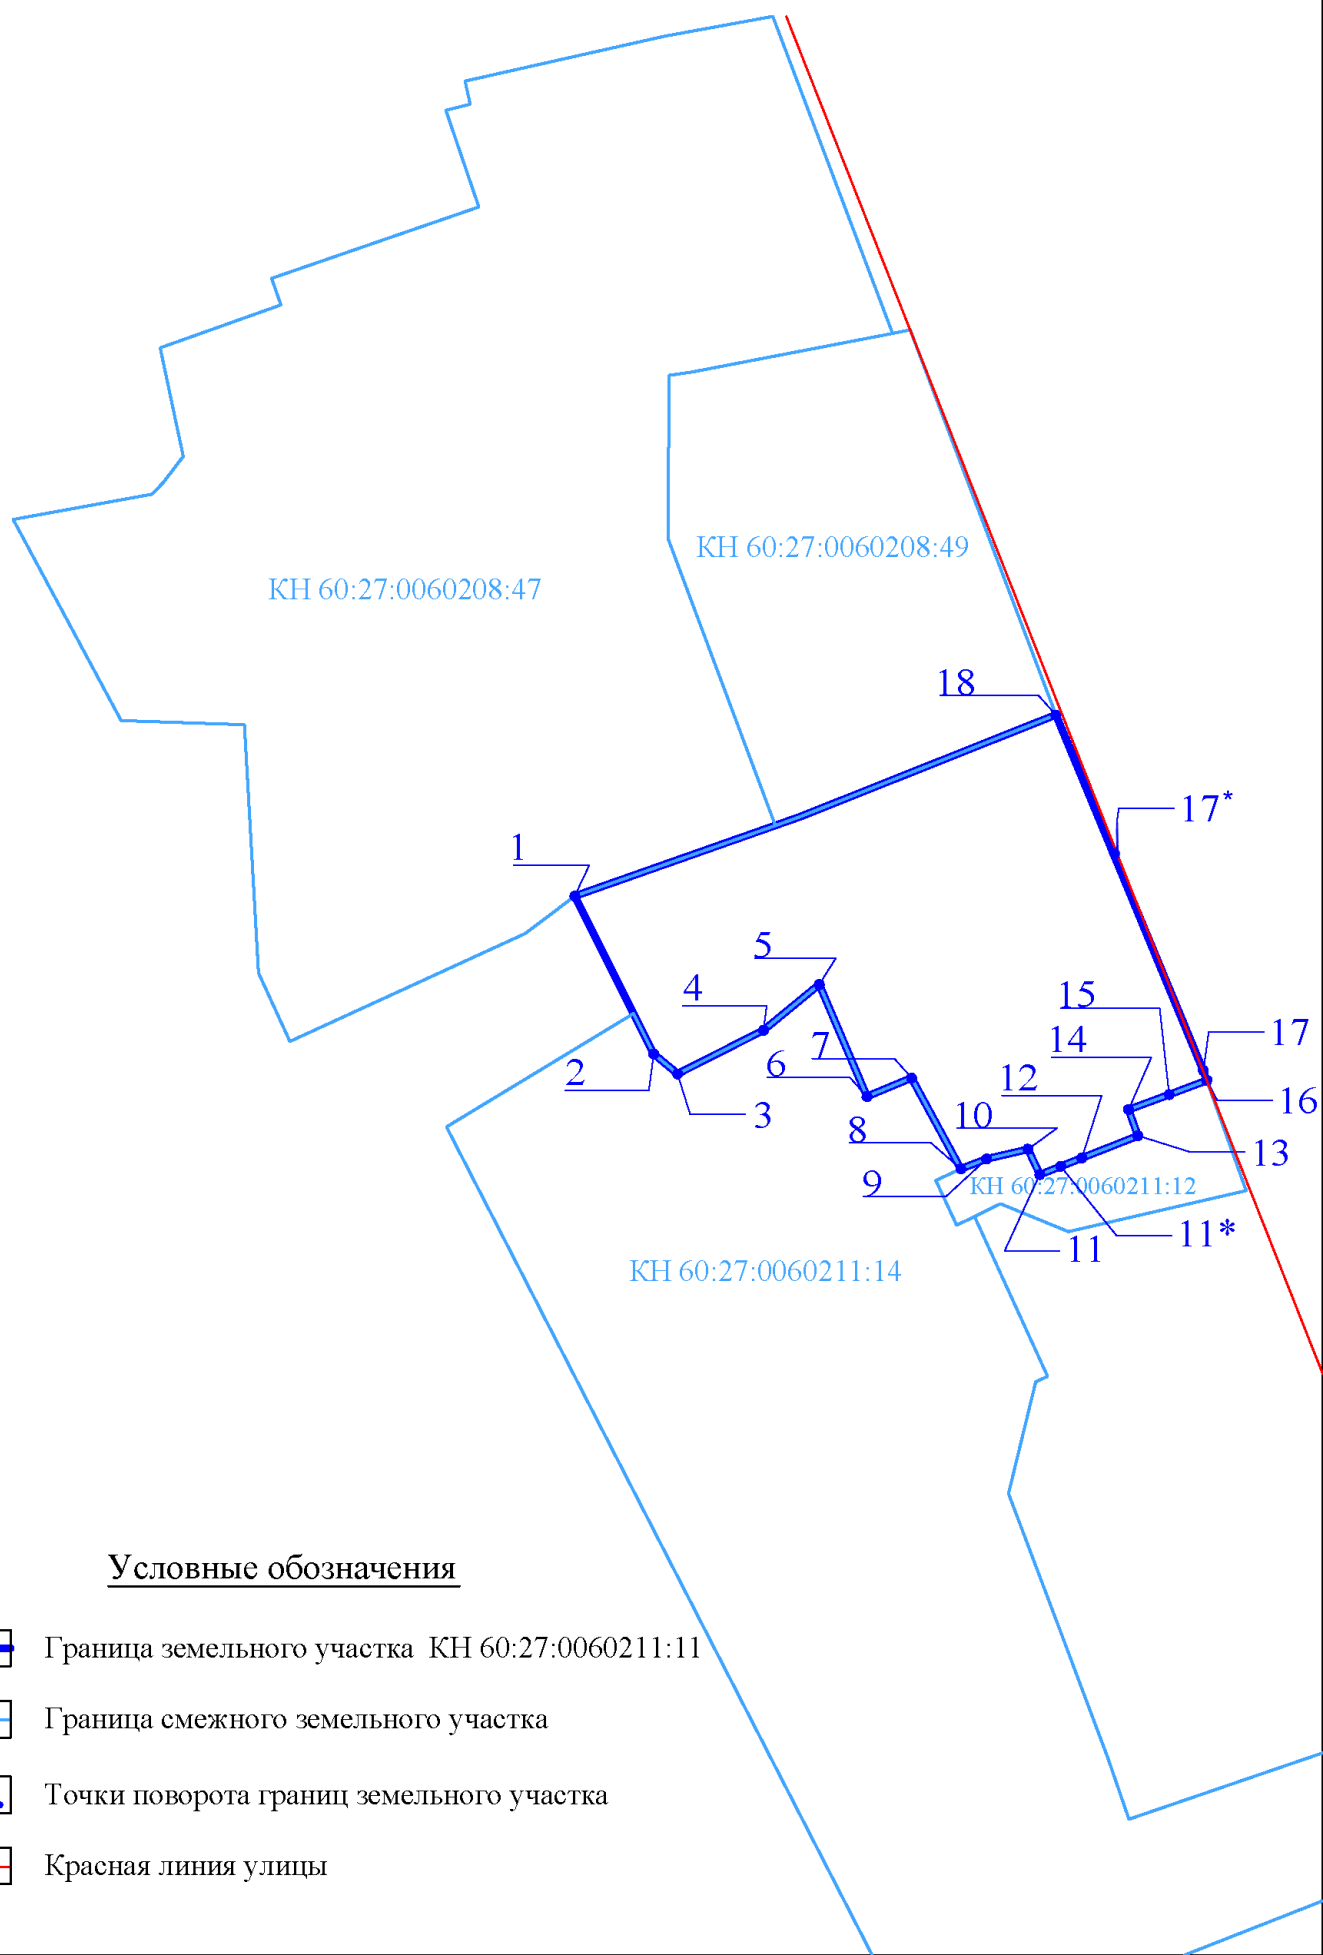 КН 60:27:0060208:49
КН 60:27:0060208:47
18
17*
1
5
4
15
7
14
17
6
2
12
16
3
10
8
13
9
КН 60:27:0060211:12
11*
11
КН 60:27:0060211:14
Условные обозначения
Граница земельного участка КН 60:27:0060211:11
Граница смежного земельного участка
Точки поворота границ земельного участка
Красная линия улицы